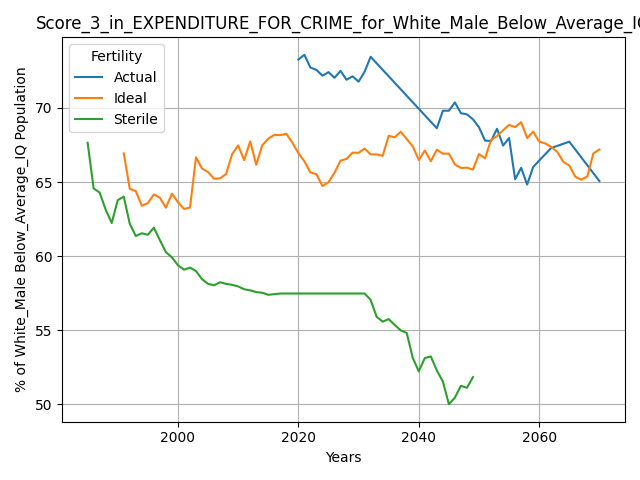 Score_3_in_EXPENDITURE_FOR_CRIME_for_White_Male_Below_Average_IQ
Fertility
Actual
Ideal
Sterile
% of White_Male Below_Average_IQ Population
70
65
60
55
50
2000
2020
2040
2060
Years